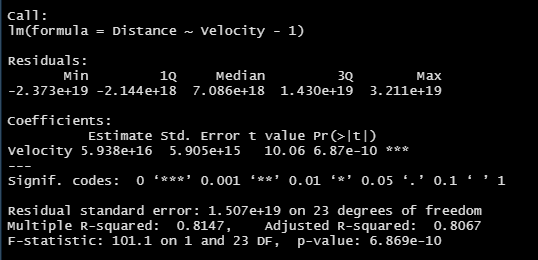 Call:
lm(formula = Distance ~ Velocity - 1)
Residuals:
Min 1Q Median 3Q Max
-2.373e+19 -2.144e+18 7.086e+18 1.430e+19 3.211e+19
Coefficients:
Estimate Std. Error t value Pr(>|t|)
Velocity 5.938e+16 5.905e+15 10.06 6.87e-10 ***
---
Signif. codes: 0 ‘***’ 0.001 ‘**’ 0.01 ‘*’ 0.05 ‘.’ 0.1 ‘ ’ 1
Residual standard error: 1.507e+19 on 23 degrees of freedom
Multiple R-squared: 0.8147, Adjusted R-squared: 0.8067
F-statistic: 101.1 on 1 and 23 DF, p-value: 6.869e-10